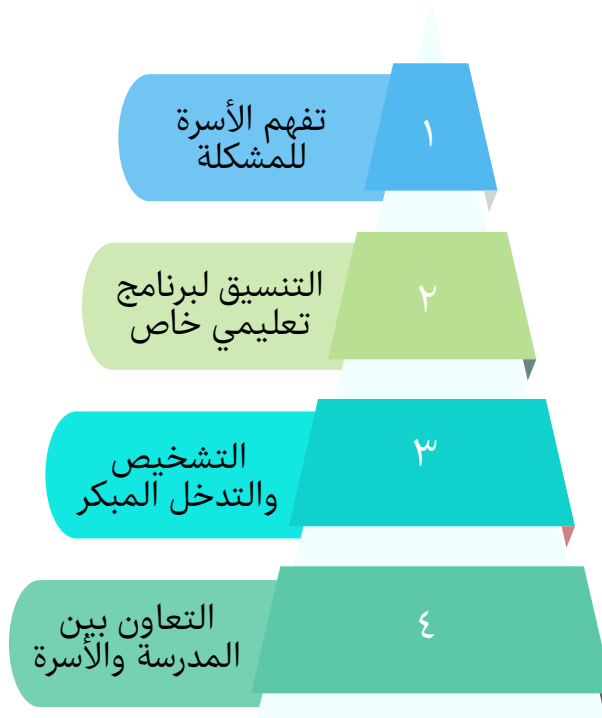 تفهم الأسرة
للمشكلة
١
التنسيق لبرنامج
تعليمي خاص
٢
التشخيص
والتدخل المبكر
٣
التعاون بين
المدرسة والأسرة
٤